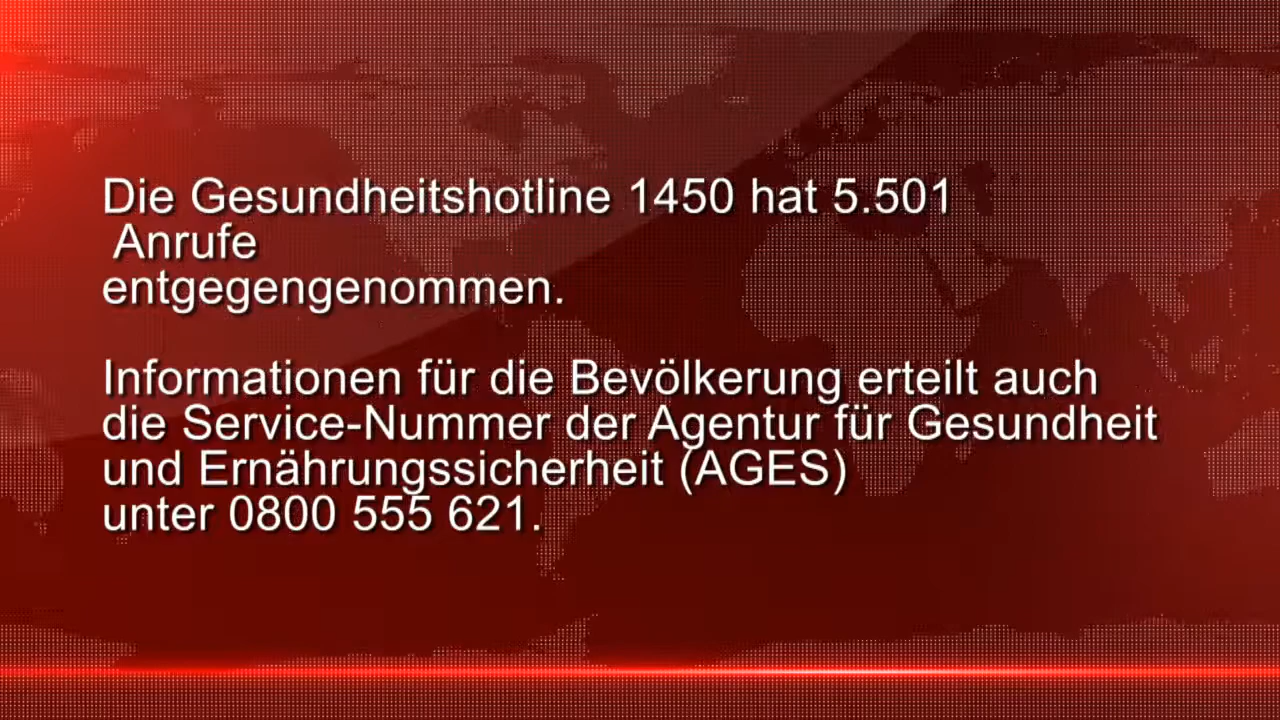 Die Gesundheitshotline 1450 hat 5.501
Anrufe
entgegengenommen.
Informationen für die Bevölkerung erteilt auch
die Service-Nummer der Agentur für Gesundheit
und Ernährungssicherheit (AGES)
unter 0800 555 621.